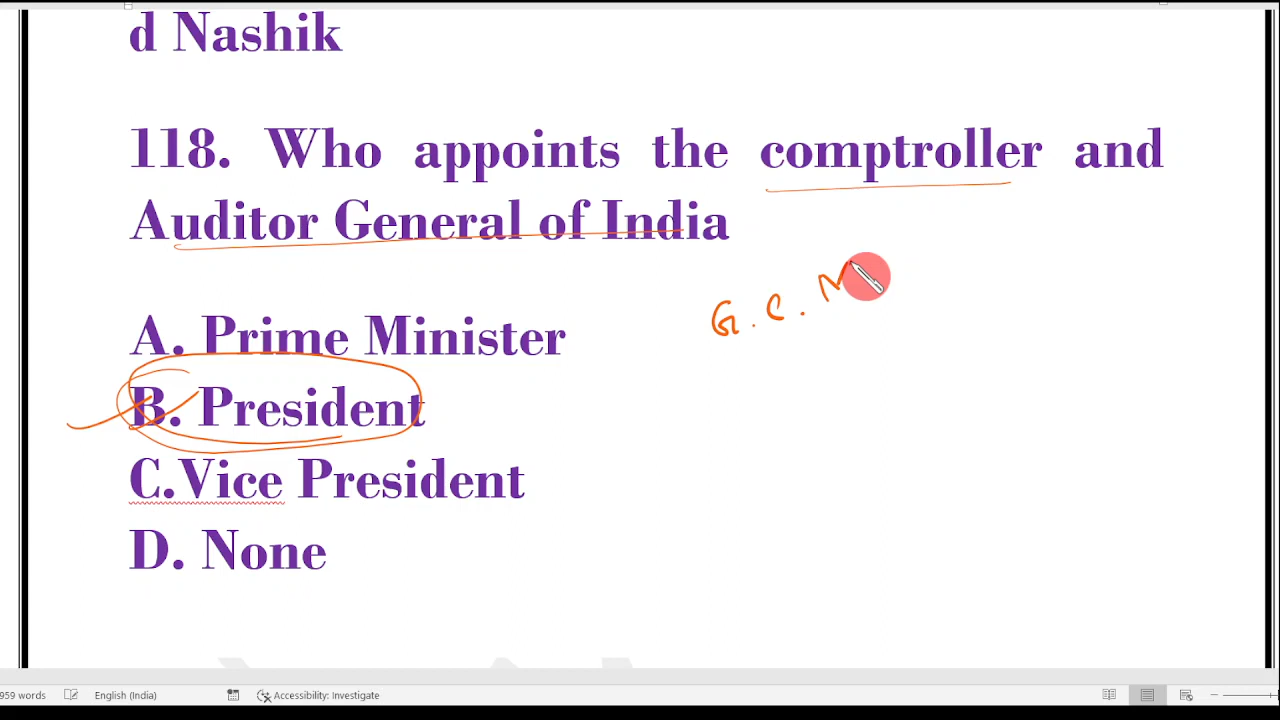 d Nashik
118. Who appoints the comptroller and
Auditor General of India
G. C. M
A. Prime Minister
B. President
C.Vice President
D. None
959 words
English (India)
Accessibility: Investigate